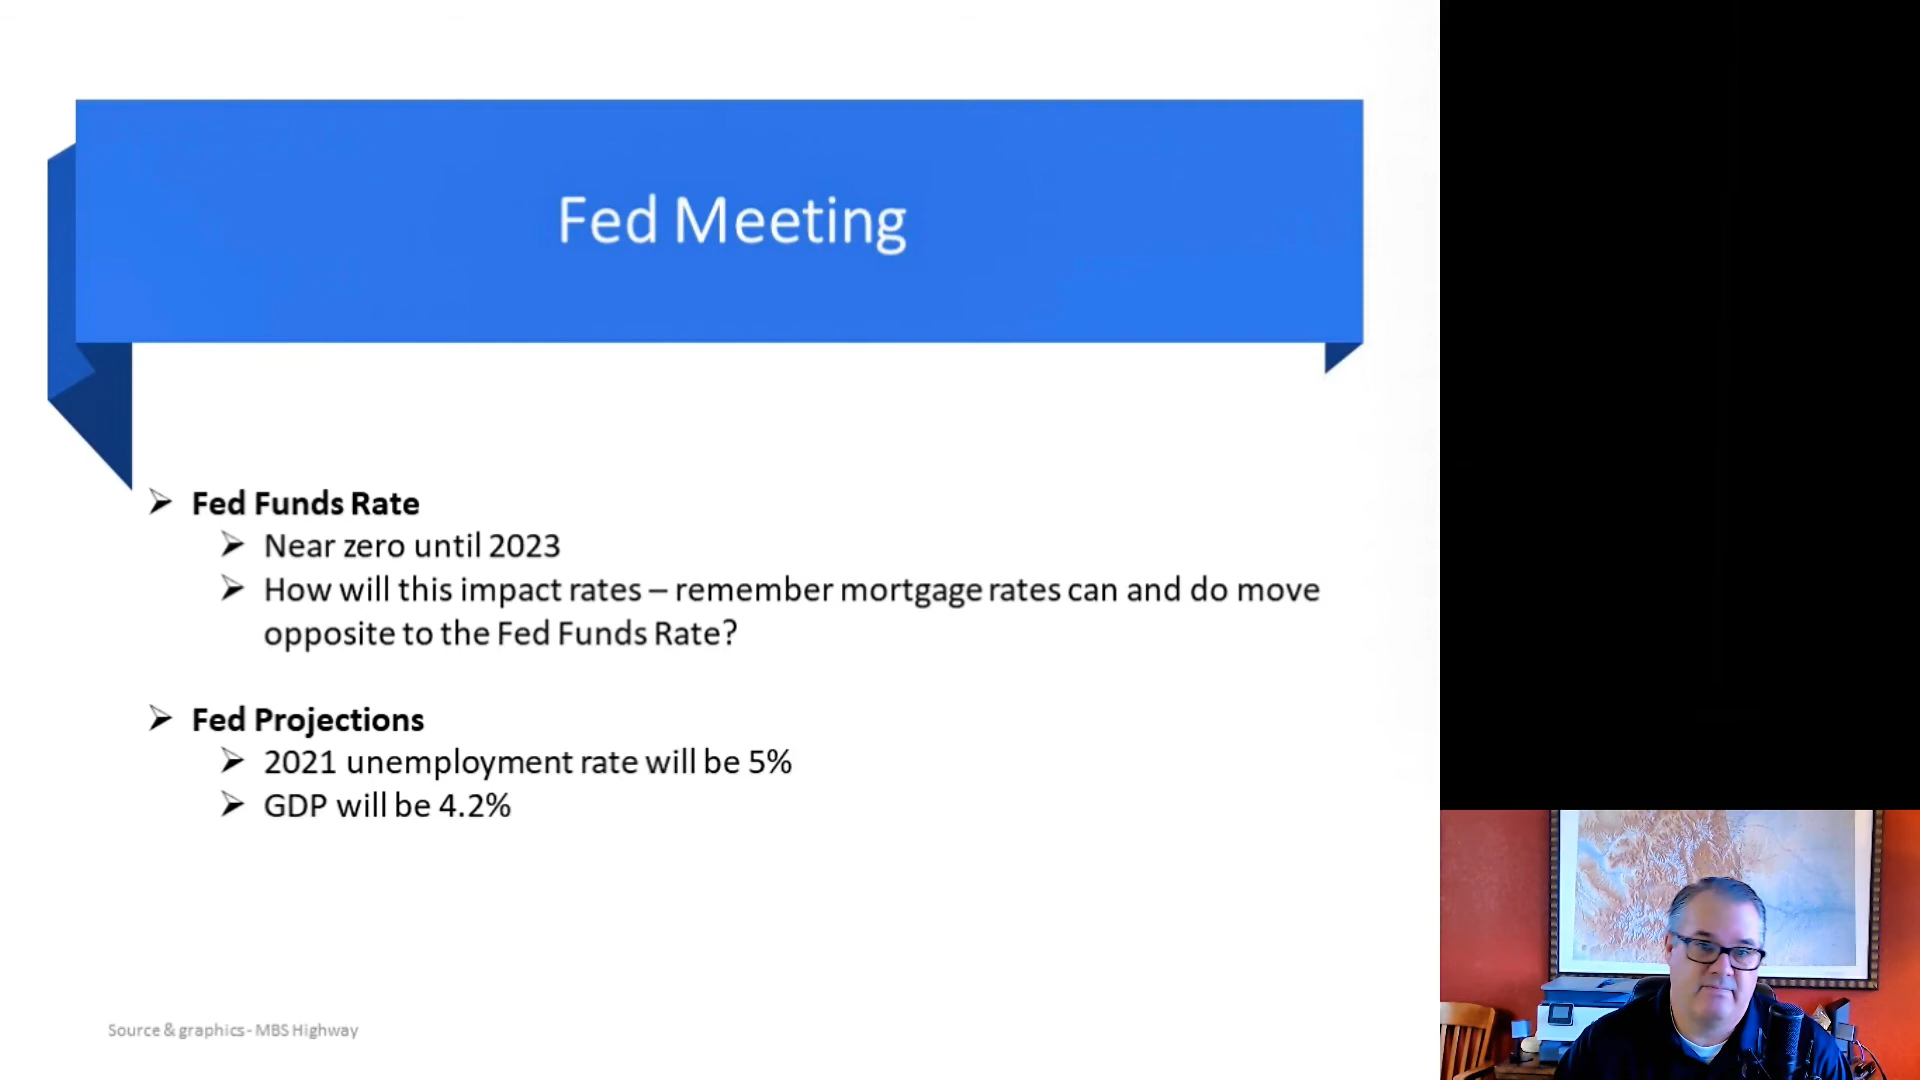 Fed Meeting
Fed Funds Rate
Near zero until 2023
How will this impact rates – remember mortgage rates can and do move
opposite to the Fed Funds Rate?
Fed Projections
2021 unemployment rate will be 5%
GDP will be 4.2%
Source & graphics - MBS Highway